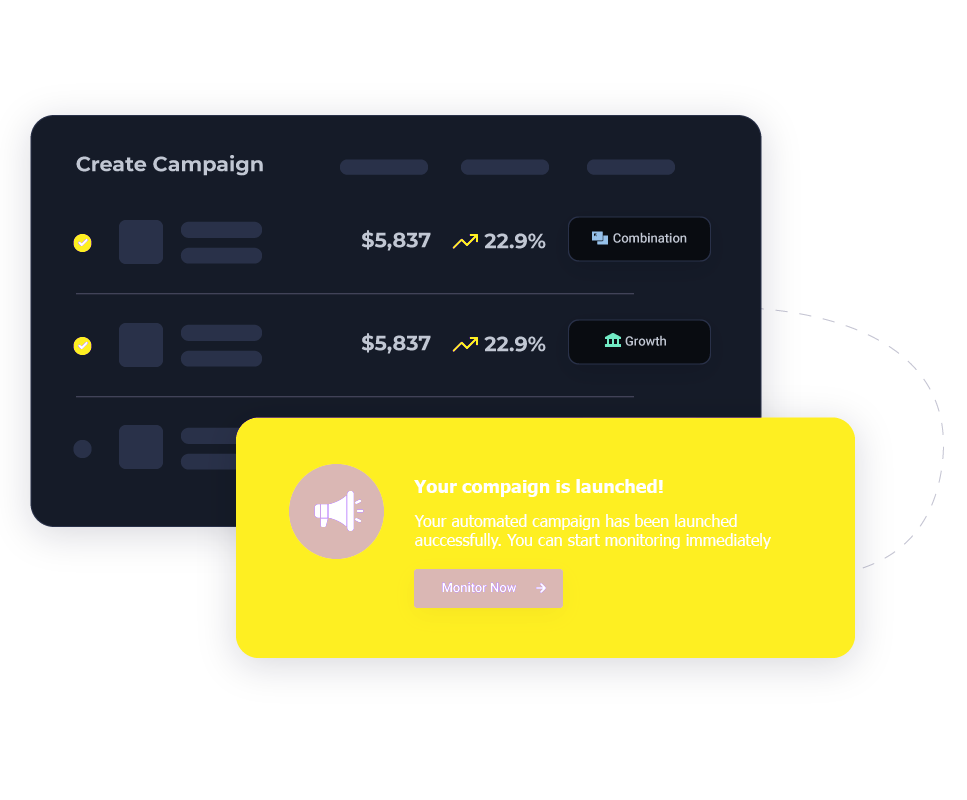 Create Campaign
$5,837 22.9% Combination
$5,837 22.9% Growth
Your compaign is launched!
Your automated campaign has been launched
auccessfully. You can start monitoring immediately
Monitor Now